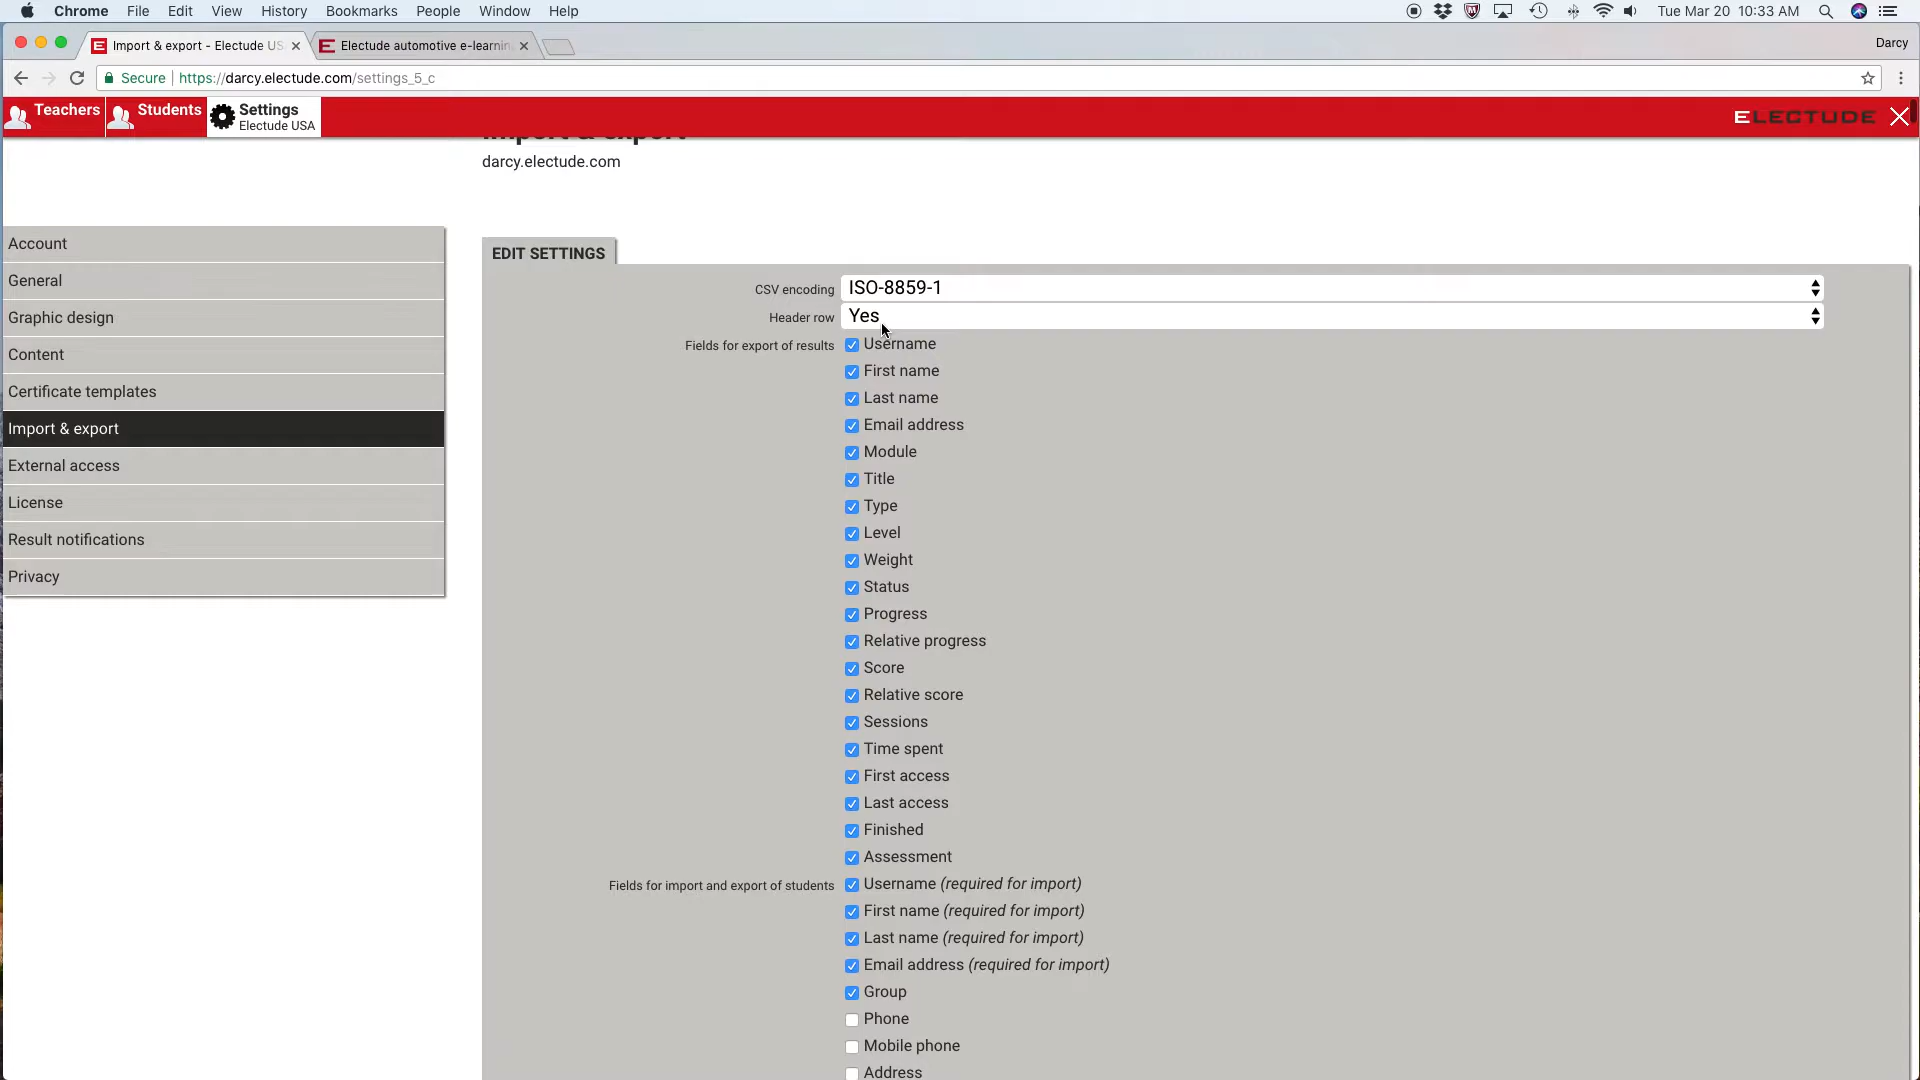 Chrome File Edit View History Bookmarks People Window Help Tue Mar 20 10:33 AM
Import & export - Electude US Electude automotive e-learnin Darcy
Secure https://darcy.electude.com/settings_5_c
Teachers Students Settings
Electude USA
ELECTUDE
Import & export
darcy.electude.com
Account
General
Graphic design
Content
Certificate templates
Import & export
External access
License
Result notifications
Privacy
EDIT SETTINGS
CSV encoding ISO-8859-1
Header row Yes
Fields for export of results Username
First name
Last name
Email address
Module
Title
Type
Level
Weight
Status
Progress
Relative progress
Score
Relative score
Sessions
Time spent
First access
Last access
Finished
Assessment
Fields for import and export of students Username (required for import)
First name (required for import)
Last name (required for import)
Email address (required for import)
Group
Phone
Mobile phone
Address